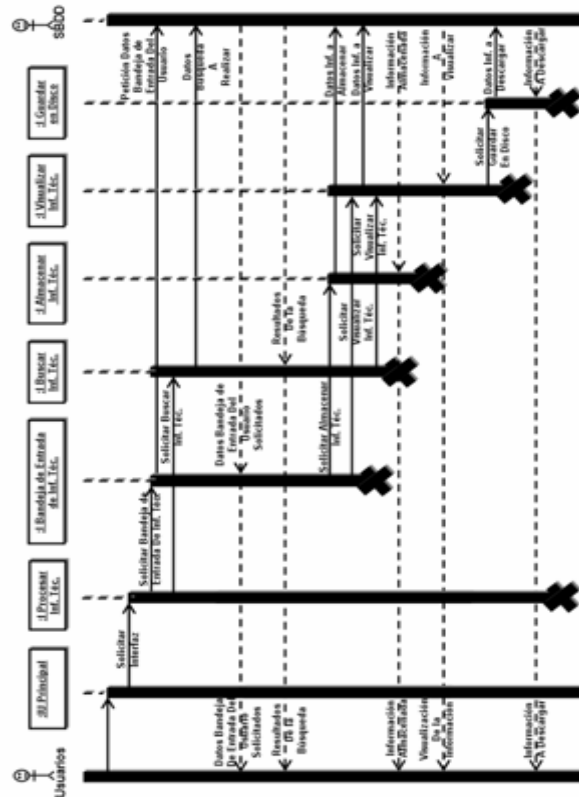 Usuarios
:IU Principal
:I Procesar
Inf. Téc.
:I Bandeja de Entrada
de Inf. Téc.
:I Buscar
Inf. Téc.
:I Almacenar
Inf. Téc.
:I Visualizar
Inf. Téc.
:I Guardar
en Disco
SBDD
Solicitar
Interfaz
Solicitar Bandeja de
Entrada De Inf. Téc.
Solicitar Buscar
Inf. Téc.
Petición Datos
Bandeja de
Entrada Del
Usuario
Datos
Búsqueda
A
Realizar
Datos Bandeja de
Entrada Del
Usuario
Solicitados
Datos Bandeja
De Entrada Del
Usuario
Solicitados
Resultados
De la
Búsqueda
Resultados
De la
Búsqueda
Solicitar Almacenar
Inf. Téc.
Datos Inf. a
Almacenar
Solicitar
Visualizar
Inf. Téc.
Solicitar
Visualizar
Inf. Téc.
Datos Inf. a
Visualizar
Información
Almacenada
Información
Almacenada
Información
A
Visualizar
Visualización
De la
Información
Solicitar
Guardar
En Disco
Datos Inf. a
Descargar
Información
A Descargar
Información
A Descargar